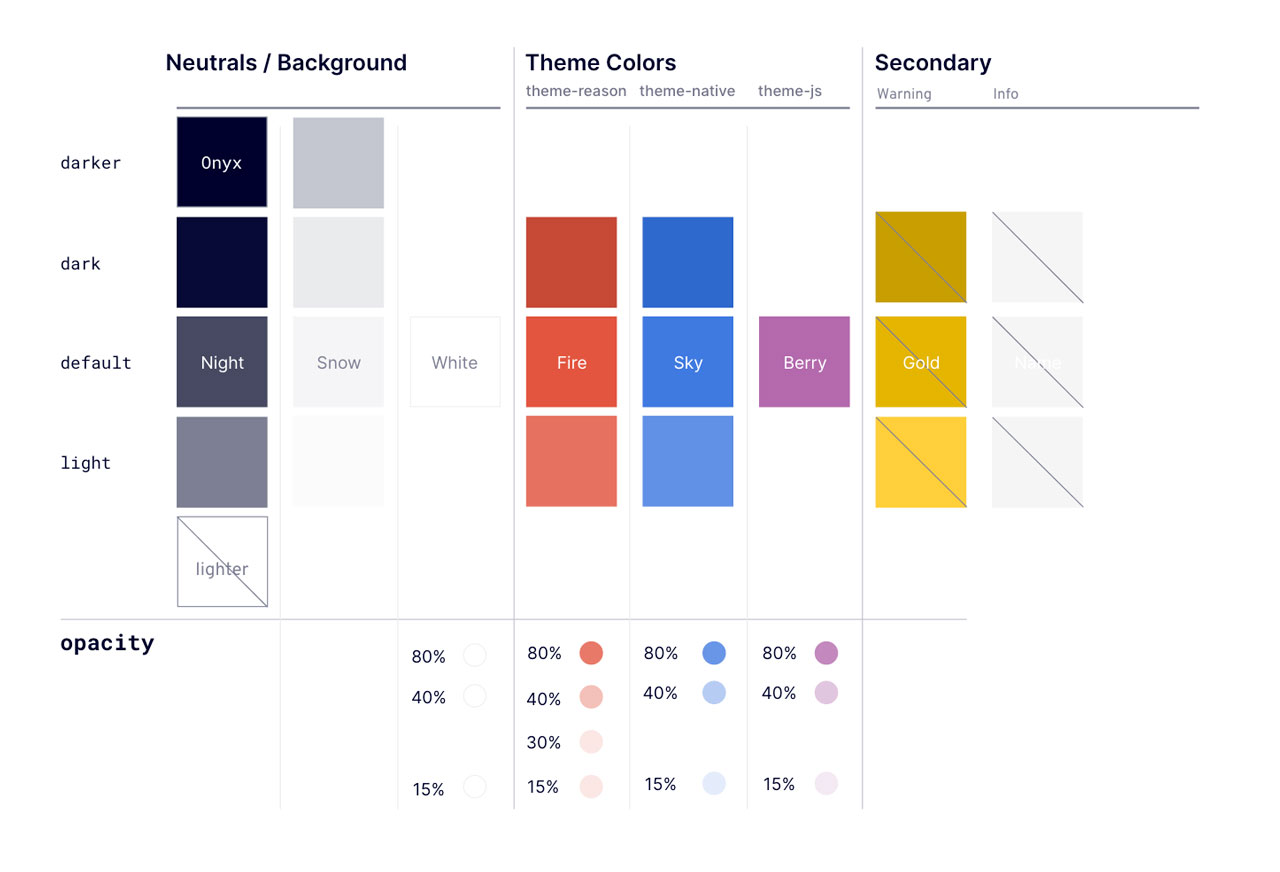 Neutrals / Background
Theme Colors
Secondary
theme-reason theme-native theme-js
Warning Info
darker
Onyx
dark
default
Night
Snow
White
Fire
Sky
Berry
Gold
Name
light
lighter
opacity
80%
80%
80%
80%
40%
40%
40%
40%
30%
15%
15%
15%
15%